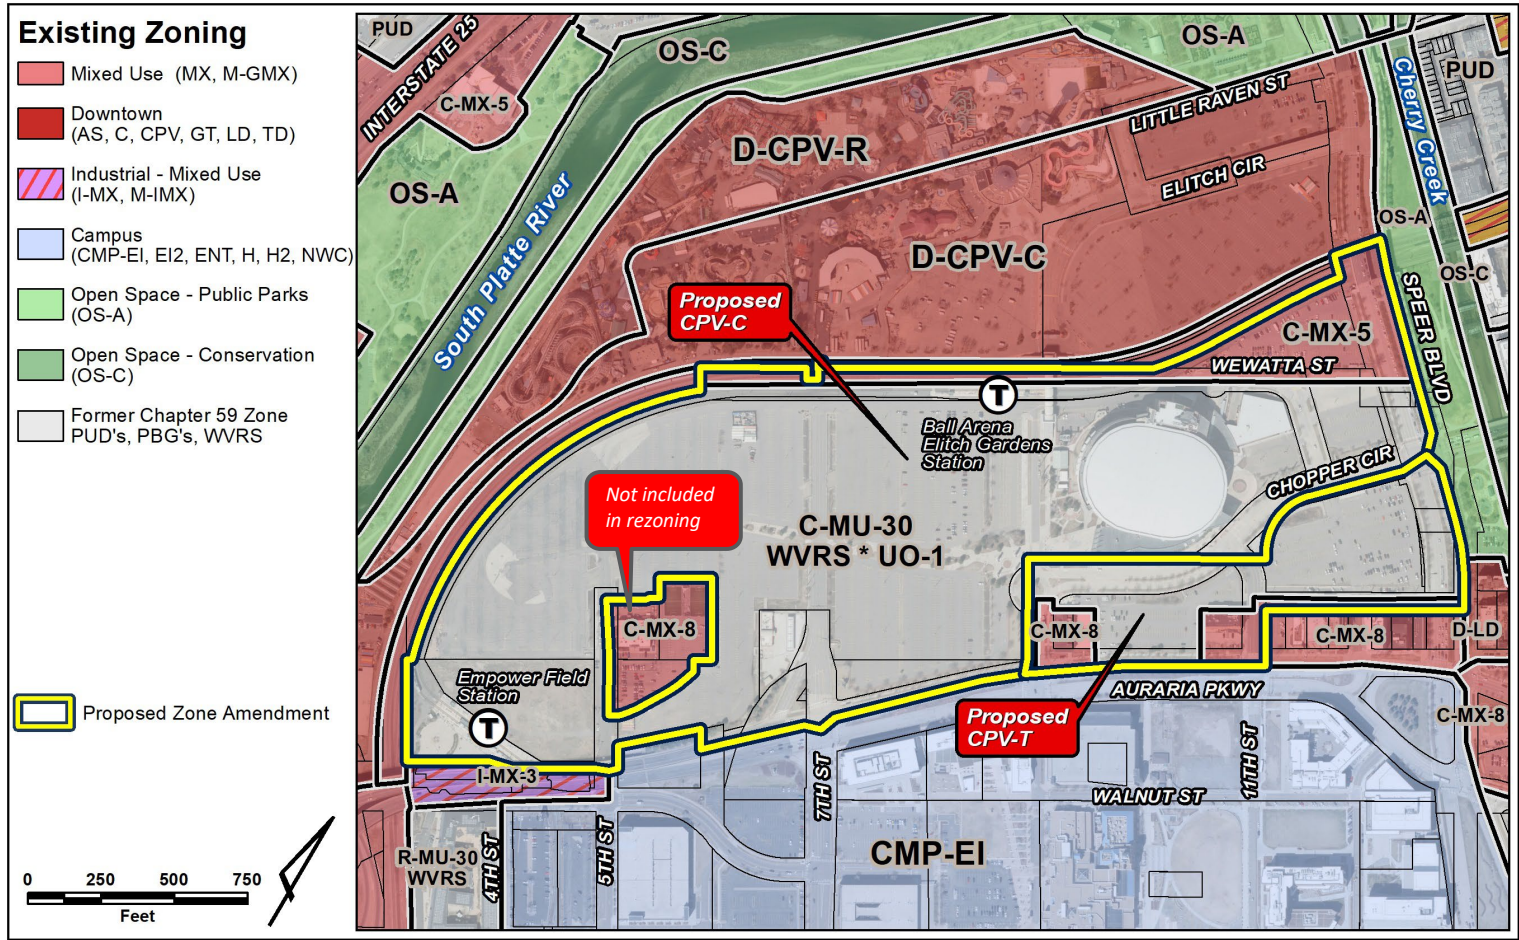 Existing Zoning
Mixed Use (MX, M-GMX)
Downtown
(AS, C, CPV, GT, LD, TD)
Industrial - Mixed Use
(I-MX, M-IMX)
Campus
(CMP-EI, EI2, ENT, H, H2, NWC)
Open Space - Public Parks
(OS-A)
Open Space - Conservation
(OS-C)
Former Chapter 59 Zone
PUD's, PBG's, WVRS
Proposed Zone Amendment
0 250 500 750
Feet
PUD
INTERSTATE 25
C-MX-5
OS-C
OS-A
Cherry Creek
PUD
OS-A
South Platte River
D-CPV-R
LITTLE RAVEN ST
ELITCH CIR
OS-A
D-CPV-C
OS-C
SPEER BLVD
Proposed
CPV-C
C-MX-5
WEWATTA ST
T
Ball Arena
Elitch Gardens
Station
CHOPPER CIR
Not included
in rezoning
C-MU-30
WVRS * UO-1
C-MX-8
C-MX-8
C-MX-8
D-LD
Empower Field
Station
T
AURARIA PKWY
Proposed
CPV-T
C-MX-8
I-MX-3
7TH ST
11TH ST
WALNUT ST
R-MU-30
WVRS
4TH ST
5TH ST
CMP-EI